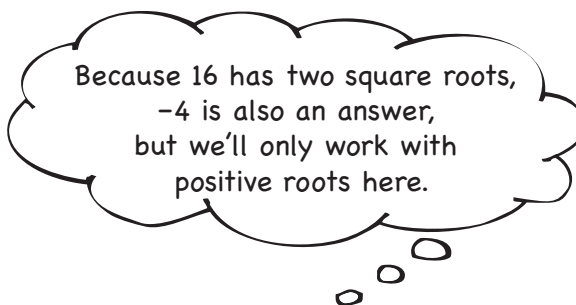 Because 16 has two square roots,
–4 is also an answer,
but we'll only work with
positive roots here.